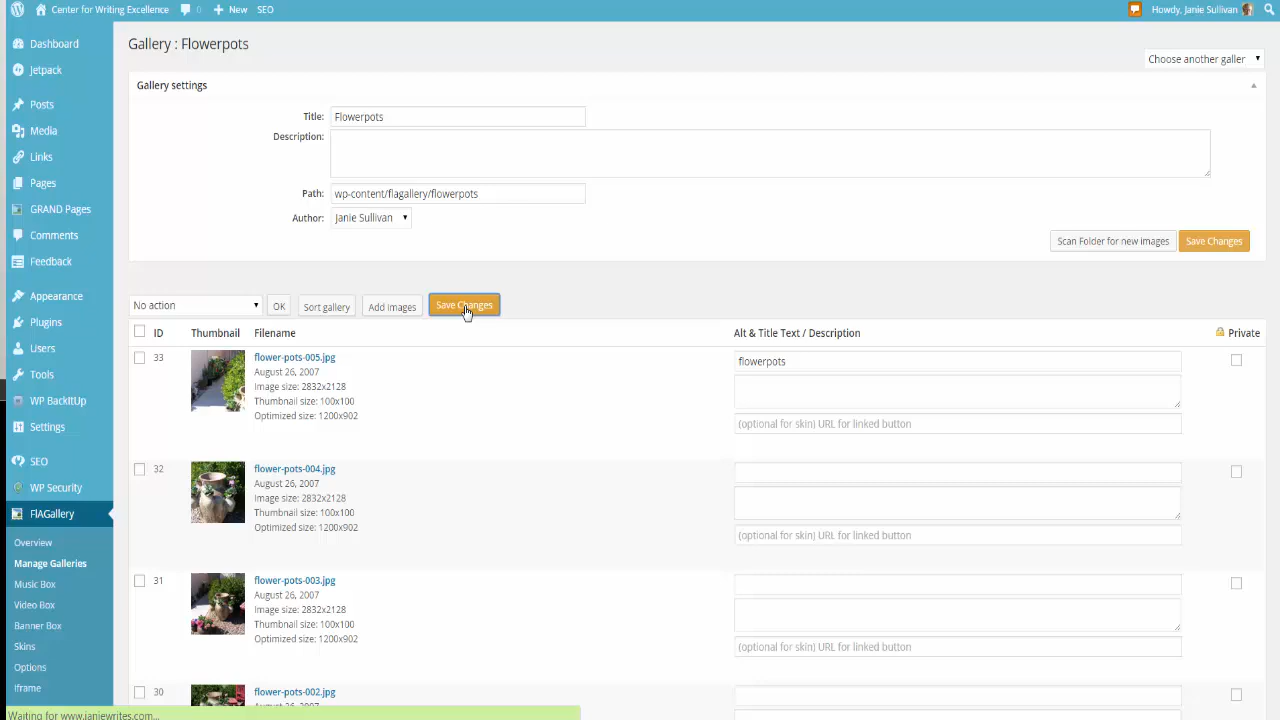 Center for Writing Excellence 0 New SEO Howdy, Janie Sullivan
Dashboard
Jetpack
Posts
Media
Links
Pages
GRAND Pages
Comments
Feedback
Appearance
Plugins
Users
Tools
WP BackItUp
Settings
SEO
WP Security
FlAGallery
Overview
Manage Galleries
Music Box
Video Box
Banner Box
Skins
Options
Iframe
Gallery : Flowerpots
Choose another galler
Gallery settings
Title: Flowerpots
Description:
Path: wp-content/flagallery/flowerpots
Author: Janie Sullivan
Scan Folder for new images Save Changes
No action OK Sort gallery Add Images Save Changes
ID Thumbnail Filename Alt & Title Text / Description Private
33 flower-pots-005.jpg flowerpots
August 26, 2007
Image size: 2832x2128
Thumbnail size: 100x100
Optimized size: 1200x902
(optional for skin) URL for linked button
32 flower-pots-004.jpg
August 26, 2007
Image size: 2832x2128
Thumbnail size: 100x100
Optimized size: 1200x902
(optional for skin) URL for linked button
31 flower-pots-003.jpg
August 26, 2007
Image size: 2832x2128
Thumbnail size: 100x100
Optimized size: 1200x902
(optional for skin) URL for linked button
30 flower-pots-002.jpg
August 26, 2007
Waiting for www.janiewrites.com...